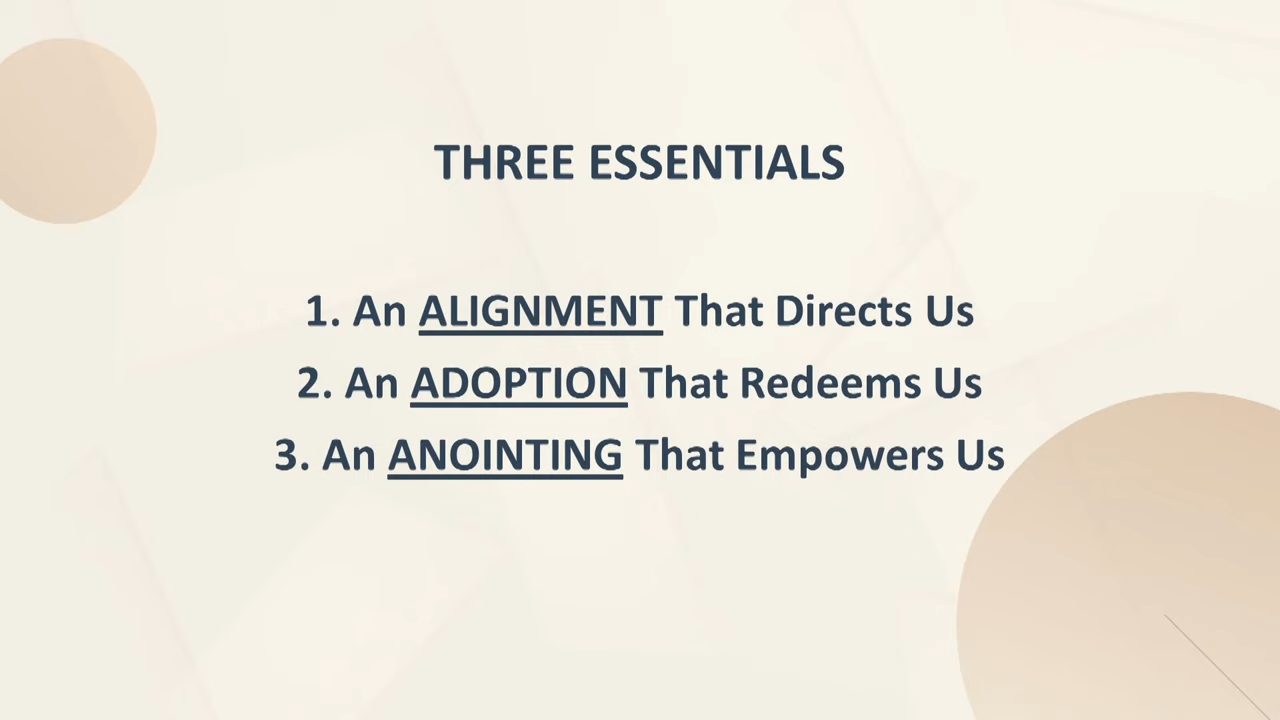 THREE ESSENTIALS
1. An ALIGNMENT That Directs Us
2. An ADOPTION That Redeems Us
3. An ANOINTING That Empowers Us